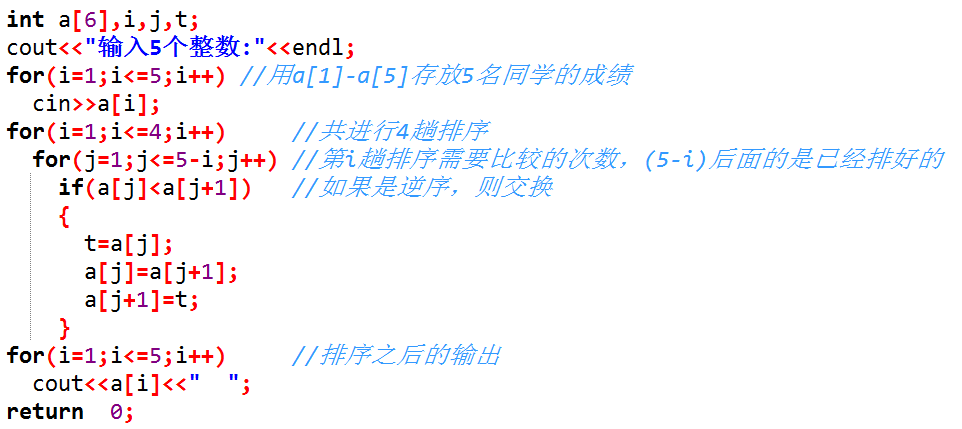 int a[6],i,j,t;
cout<<"输入5个整数:"<<endl;
for(i=1;i<=5;i++) //用a[1]-a[5]存放5名同学的成绩
  cin>>a[i];
for(i=1;i<=4;i++)     //共进行4趟排序
  for(j=1;j<=5-i;j++) //第i趟排序需要比较的次数，(5-i)后面的是已经排好的
    if(a[j]<a[j+1])   //如果是逆序，则交换
    {
      t=a[j];
      a[j]=a[j+1];
      a[j+1]=t;
    }
for(i=1;i<=5;i++)     //排序之后的输出
  cout<<a[i]<<"  ";
return  0;